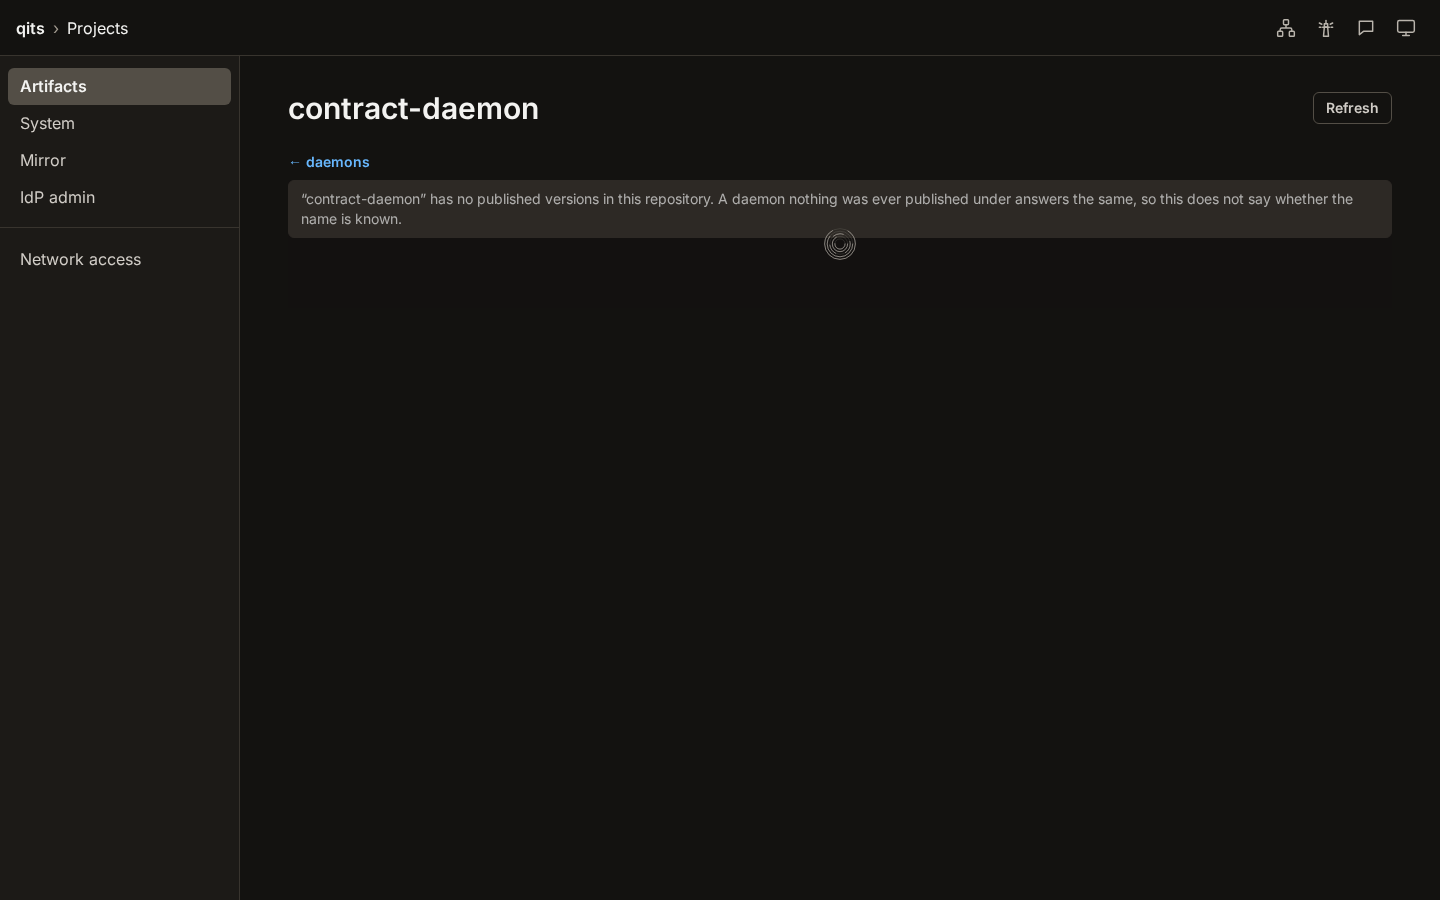 qits › Projects
Artifacts
System
Mirror
IdP admin
Network access
contract-daemon
Refresh
← daemons
“contract-daemon” has no published versions in this repository. A daemon nothing was ever published under answers the same, so this does not say whether the
name is known.